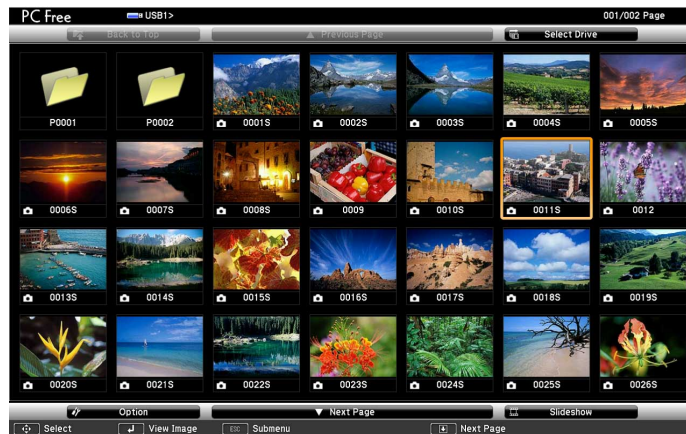 PC Free USB1> 001/002 Page
Back to Top Previous Page Select Drive
P0001 P0002 0001S 0002S 0003S 0004S 0005S
0006S 0007S 0008S 0009 0010S 0011S 0012
0013S 0014S 0015S 0016S 0017S 0018S 0019S
0020S 0021S 0022S 0023S 0024S 0025S 0026S
Option Next Page Slideshow
Select View Image ESC Submenu Next Page